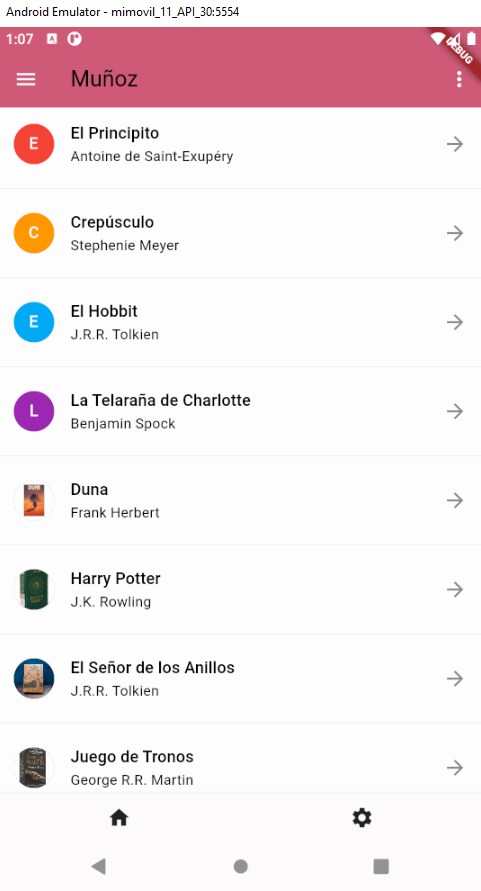 Android Emulator - mimovil_11_API_30:5554
1:07
A
DEBUG
Muñoz
E
El Principito
Antoine de Saint-Exupéry
C
Crepúsculo
Stephenie Meyer
E
El Hobbit
J.R.R. Tolkien
L
La Telaraña de Charlotte
Benjamin Spock
DUNE
Duna
Frank Herbert
Harry Potter
J.K. Rowling
El Señor de los Anillos
J.R.R. Tolkien
Juego de Tronos
George R.R. Martin